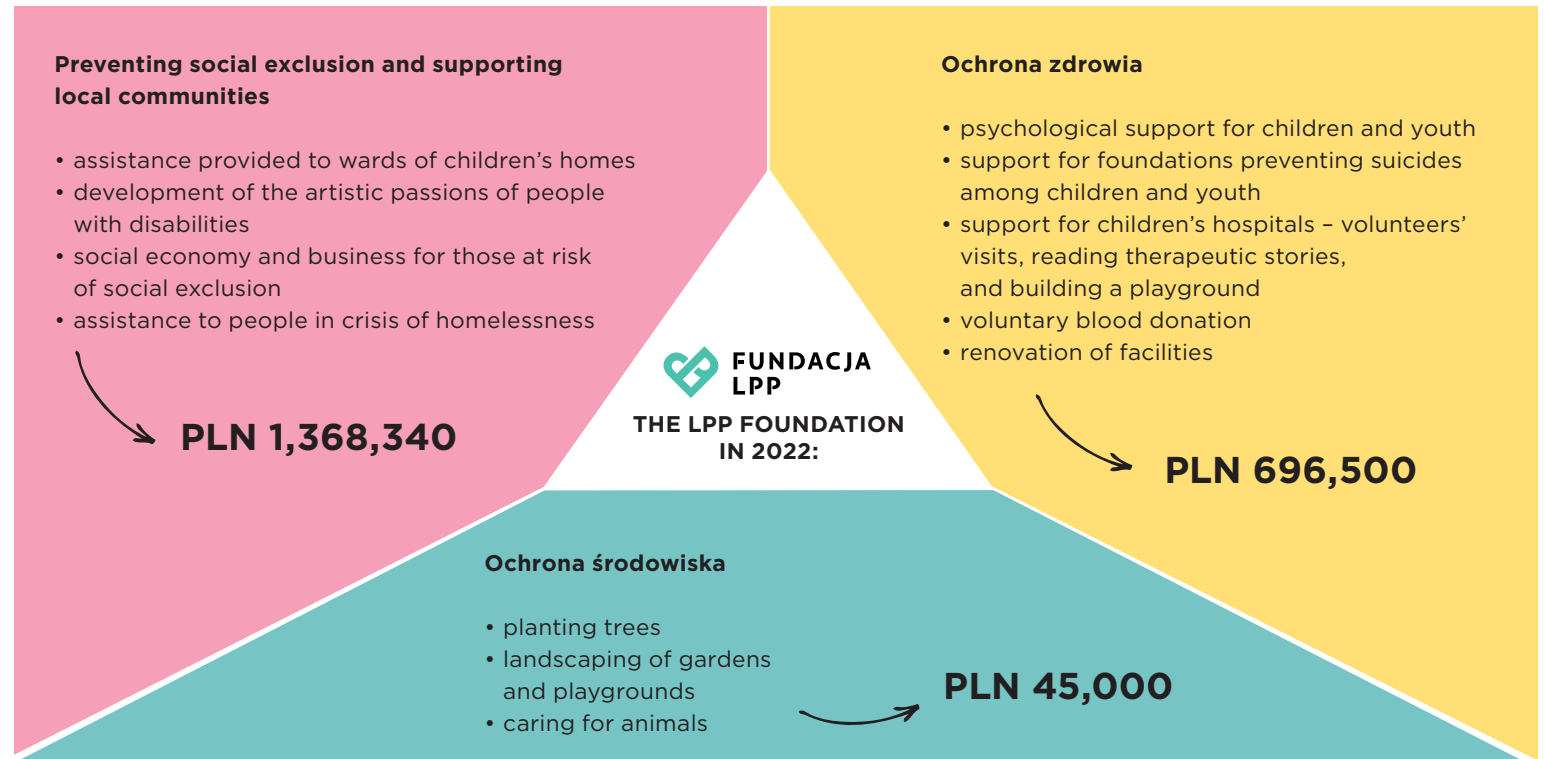 Preventing social exclusion and supporting
local communities
• assistance provided to wards of children's homes
• development of the artistic passions of people
with disabilities
• social economy and business for those at risk
of social exclusion
• assistance to people in crisis of homelessness
PLN 1,368,340
Ochrona zdrowia
• psychological support for children and youth
• support for foundations preventing suicides
among children and youth
• support for children's hospitals – volunteers'
visits, reading therapeutic stories,
and building a playground
• voluntary blood donation
• renovation of facilities
PLN 696,500
FUNDACJA
LPP
THE LPP FOUNDATION
IN 2022:
Ochrona środowiska
• planting trees
• landscaping of gardens
and playgrounds
• caring for animals
PLN 45,000